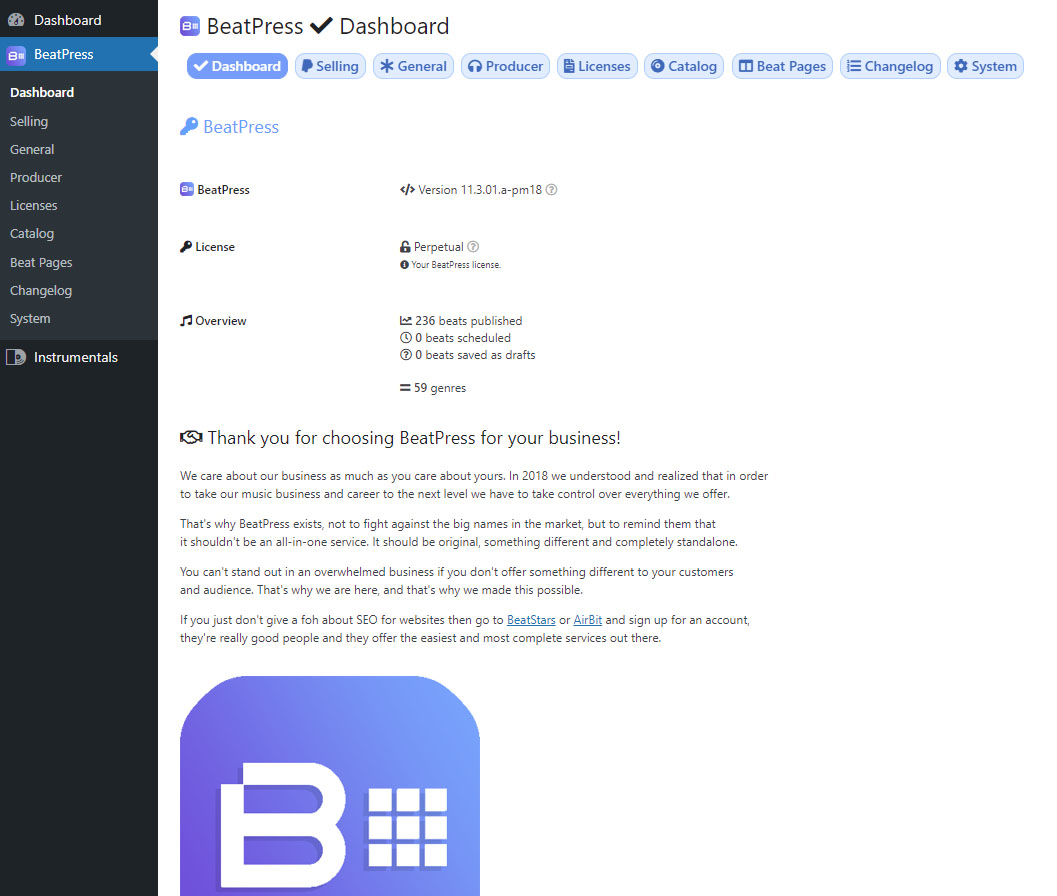 Dashboard
BeatPress
Dashboard
Selling
General
Producer
Licenses
Catalog
Beat Pages
Changelog
System
Instrumentals
BeatPress Dashboard
Dashboard Selling General Producer Licenses Catalog Beat Pages Changelog System
BeatPress
BeatPress Version 11.3.01.a-pm18
License Perpetual
Your BeatPress license.
Overview 236 beats published
0 beats scheduled
0 beats saved as drafts
59 genres
Thank you for choosing BeatPress for your business!
We care about our business as much as you care about yours. In 2018 we understood and realized that in order
to take our music business and career to the next level we have to take control over everything we offer.
That's why BeatPress exists, not to fight against the big names in the market, but to remind them that
it shouldn't be an all-in-one service. It should be original, something different and completely standalone.
You can't stand out in an overwhelmed business if you don't offer something different to your customers
and audience. That's why we are here, and that's why we made this possible.
If you just don't give a foh about SEO for websites then go to BeatStars or AirBit and sign up for an account,
they're really good people and they offer the easiest and most complete services out there.
B